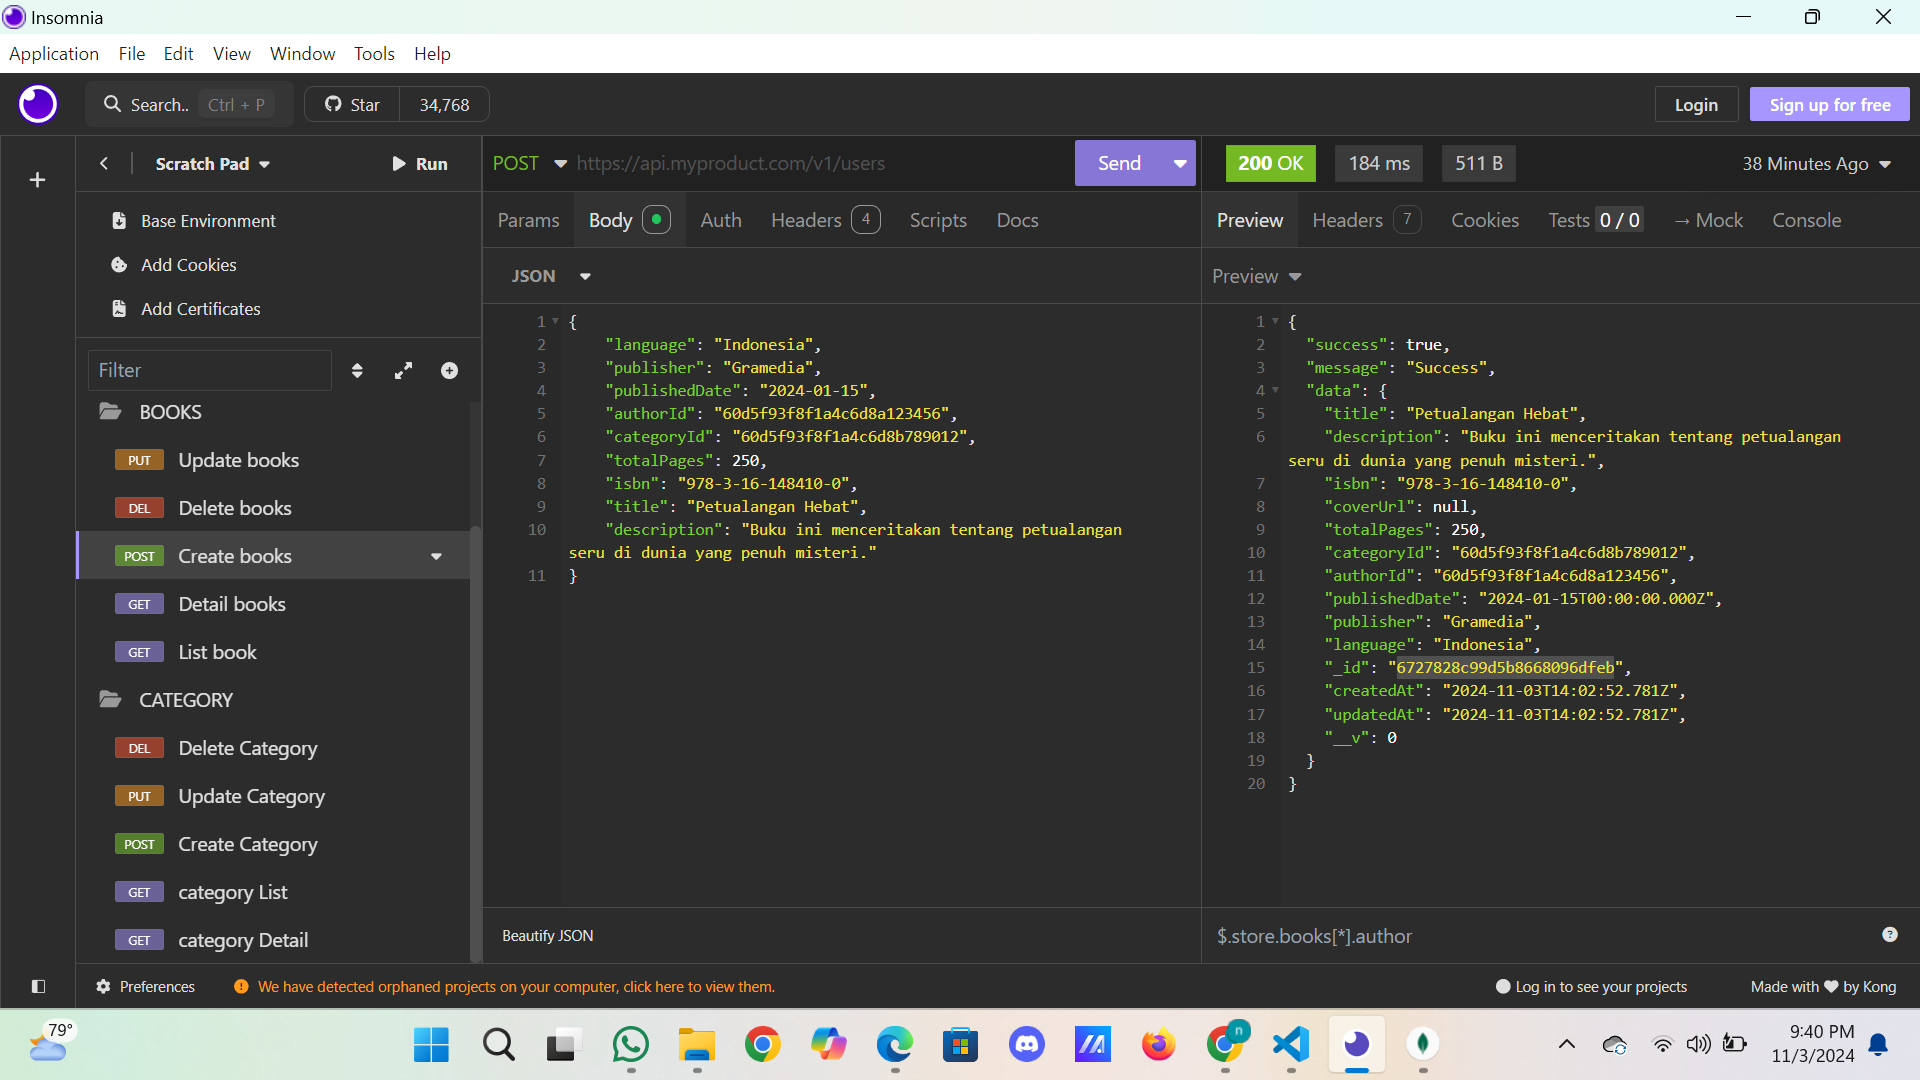 Insomnia
Application File Edit View Window Tools Help
Search.. Ctrl + P Star 34,768 Login Sign up for free
Scratch Pad Run
Base Environment
Add Cookies
Add Certificates
Filter
BOOKS
PUT Update books
DEL Delete books
POST Create books
GET Detail books
GET List book
CATEGORY
DEL Delete Category
PUT Update Category
POST Create Category
GET category List
GET category Detail
POST https://api.myproduct.com/v1/users Send
Params Body Auth Headers 4 Scripts Docs
JSON
1 {
2 "language": "Indonesia",
3 "publisher": "Gramedia",
4 "publishedDate": "2024-01-15",
5 "authorId": "60d5f93f8f1a4c6d8a123456",
6 "categoryId": "60d5f93f8f1a4c6d8b789012",
7 "totalPages": 250,
8 "isbn": "978-3-16-148410-0",
9 "title": "Petualangan Hebat",
10 "description": "Buku ini menceritakan tentang petualangan
seru di dunia yang penuh misteri."
11 }
Beautify JSON
200 OK 184 ms 511 B 38 Minutes Ago
Preview Headers 7 Cookies Tests 0 / 0 → Mock Console
Preview
1 {
2 "success": true,
3 "message": "Success",
4 "data": {
5 "title": "Petualangan Hebat",
6 "description": "Buku ini menceritakan tentang petualangan
seru di dunia yang penuh misteri.",
7 "isbn": "978-3-16-148410-0",
8 "coverUrl": null,
9 "totalPages": 250,
10 "categoryId": "60d5f93f8f1a4c6d8b789012",
11 "authorId": "60d5f93f8f1a4c6d8a123456",
12 "publishedDate": "2024-01-15T00:00:00.000Z",
13 "publisher": "Gramedia",
14 "language": "Indonesia",
15 "_id": "6727828c99d5b8668096dfeb",
16 "createdAt": "2024-11-03T14:02:52.781Z",
17 "updatedAt": "2024-11-03T14:02:52.781Z",
18 "__v": 0
19 }
20 }
$.store.books[*].author
Preferences We have detected orphaned projects on your computer, click here to view them. Log in to see your projects Made with by Kong
79°
n
9:40 PM
11/3/2024